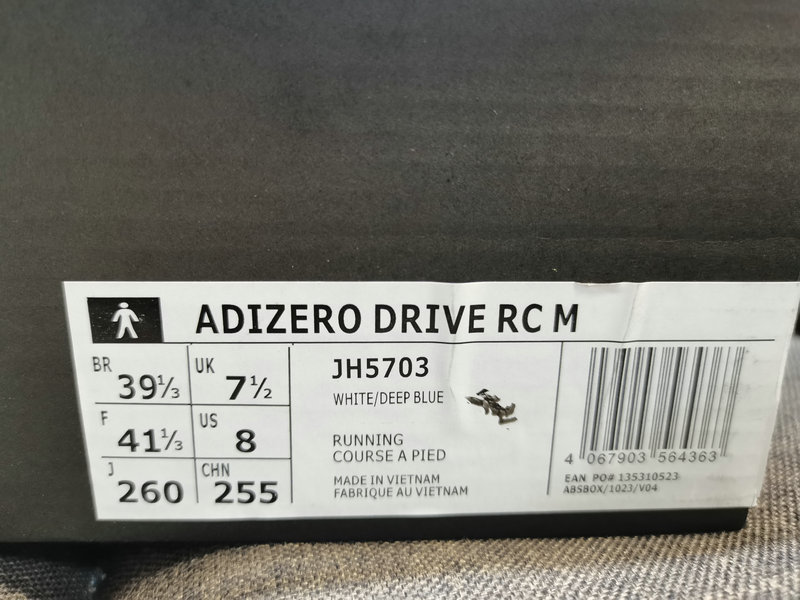 ADIZERO DRIVE RC M
BR 39⅓ UK 7½
F 41⅓ US 8
J 260 CHN 255
JH5703
WHITE/DEEP BLUE
RUNNING
COURSE A PIED
MADE IN VIETNAM
FABRIQUE AU VIETNAM
4 067903 564363
EAN PO# 135310523
ABSBOX/1023/V04